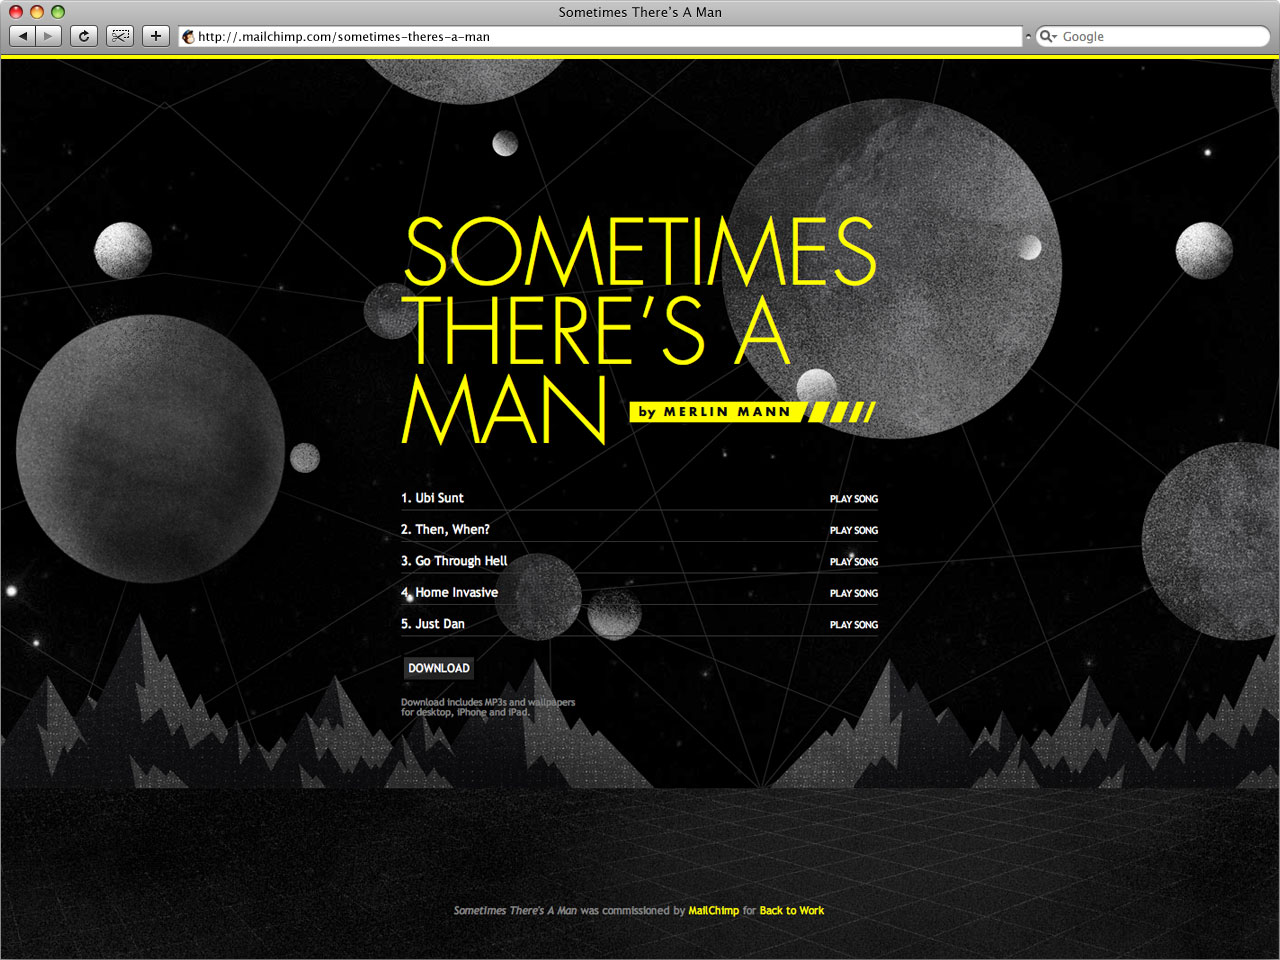 Sometimes There's A Man
http://.mailchimp.com/sometimes-theres-a-man
Google
SOMETIMES
THERE'S A
MAN
by MERLIN MANN
1. Ubi Sunt PLAY SONG
2. Then, When? PLAY SONG
3. Go Through Hell PLAY SONG
4. Home Invasive PLAY SONG
5. Just Dan PLAY SONG
DOWNLOAD
Download includes MP3s and wallpapers
for desktop, iPhone and iPad.
Sometimes There's A Man was commissioned by MailChimp for Back to Work